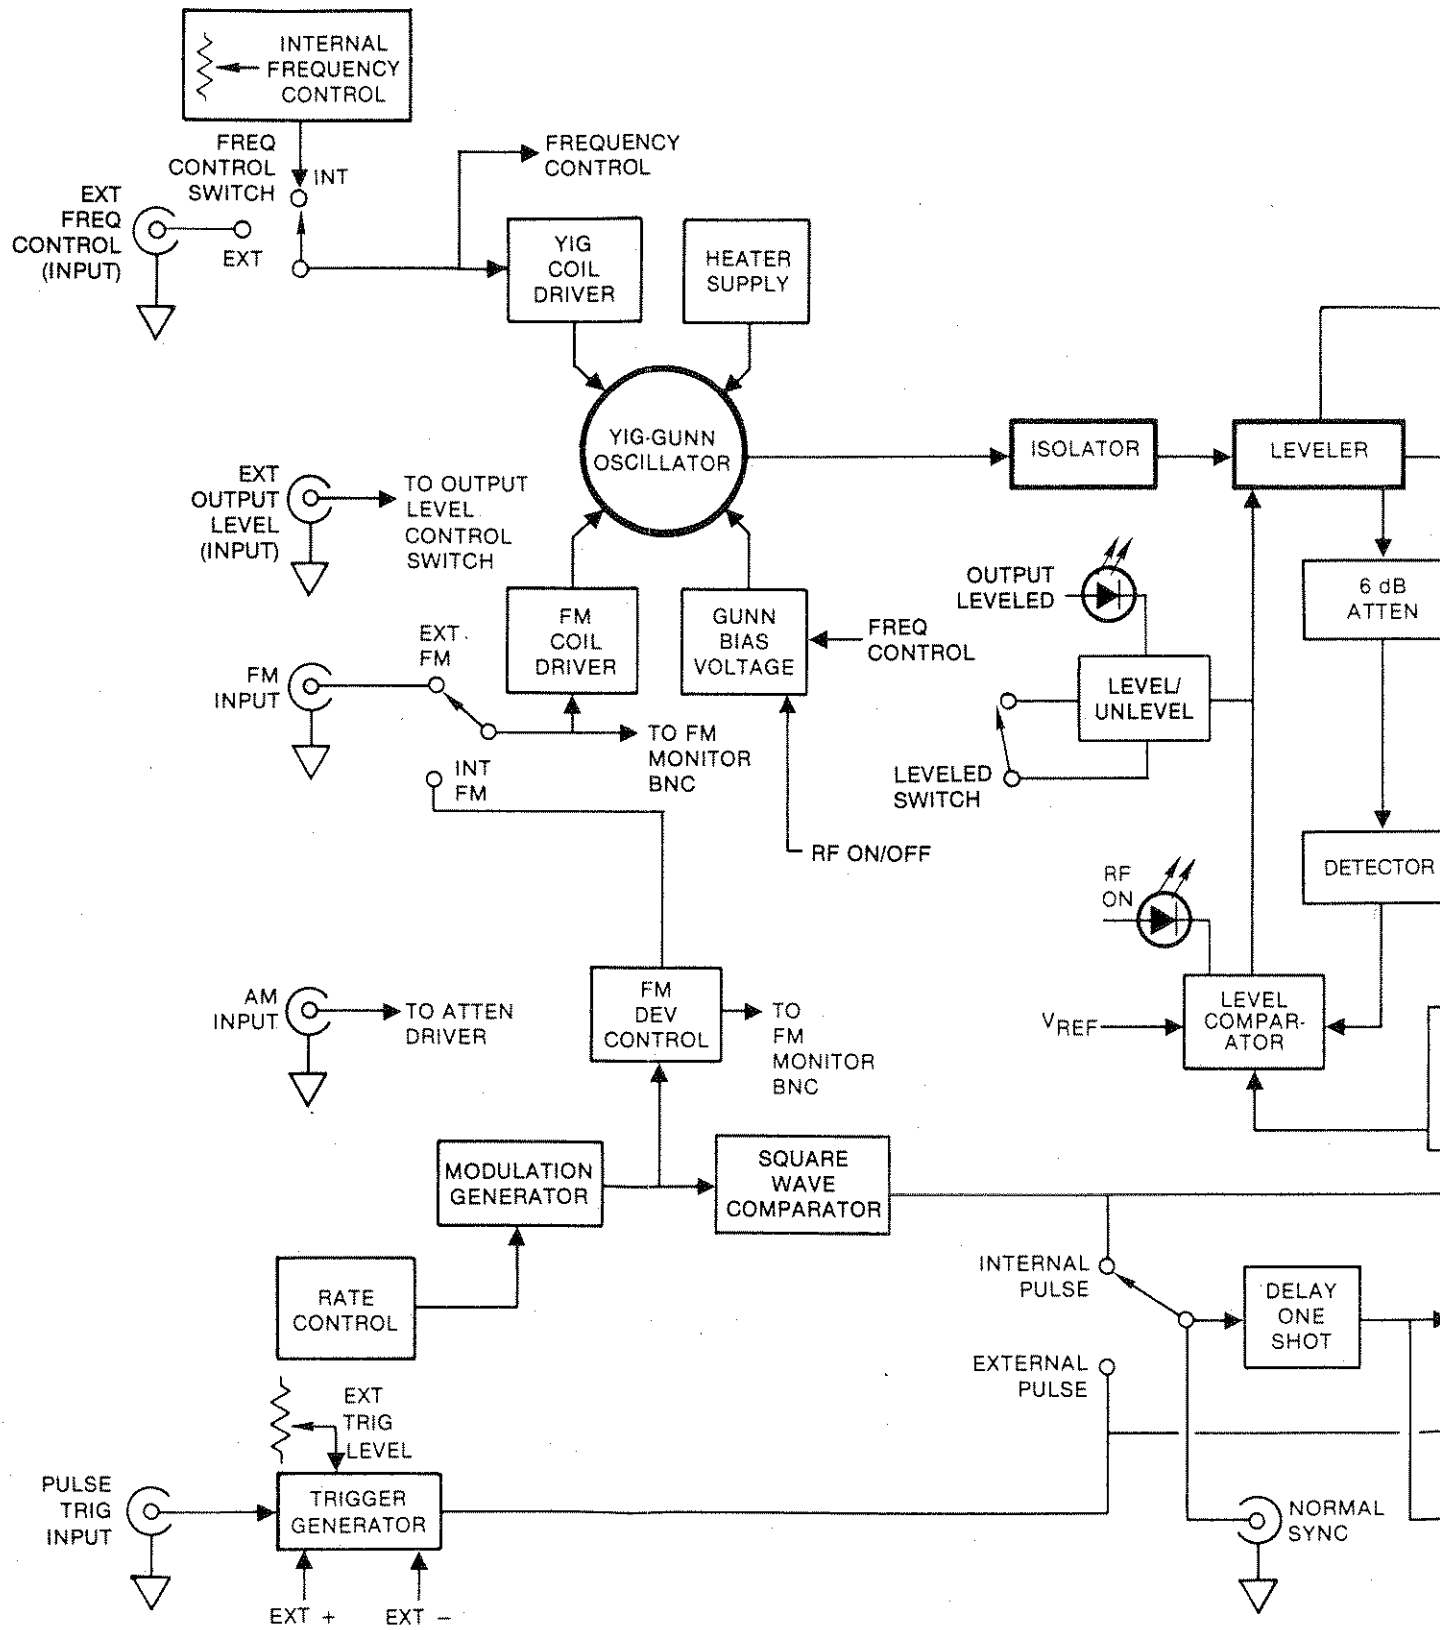 INTERNAL
FREQUENCY
CONTROL
FREQ
CONTROL
SWITCH
INT
EXT
FREQ
CONTROL
(INPUT)
EXT
FREQUENCY
CONTROL
YIG
COIL
DRIVER
HEATER
SUPPLY
YIG-GUNN
OSCILLATOR
ISOLATOR
LEVELER
EXT
OUTPUT
LEVEL
(INPUT)
TO OUTPUT
LEVEL
CONTROL
SWITCH
OUTPUT
LEVELED
6 dB
ATTEN
FM
COIL
DRIVER
GUNN
BIAS
VOLTAGE
FREQ
CONTROL
EXT
FM
FM
INPUT
TO FM
MONITOR
BNC
LEVEL/
UNLEVEL
LEVELED
SWITCH
INT
FM
RF ON/OFF
RF
ON
DETECTOR
AM
INPUT
TO ATTEN
DRIVER
FM
DEV
CONTROL
TO
FM
MONITOR
BNC
VREF
LEVEL
COMPAR-
ATOR
MODULATION
GENERATOR
SQUARE
WAVE
COMPARATOR
RATE
CONTROL
INTERNAL
PULSE
DELAY
ONE
SHOT
EXTERNAL
PULSE
EXT
TRIG
LEVEL
PULSE
TRIG
INPUT
TRIGGER
GENERATOR
NORMAL
SYNC
EXT +
EXT −